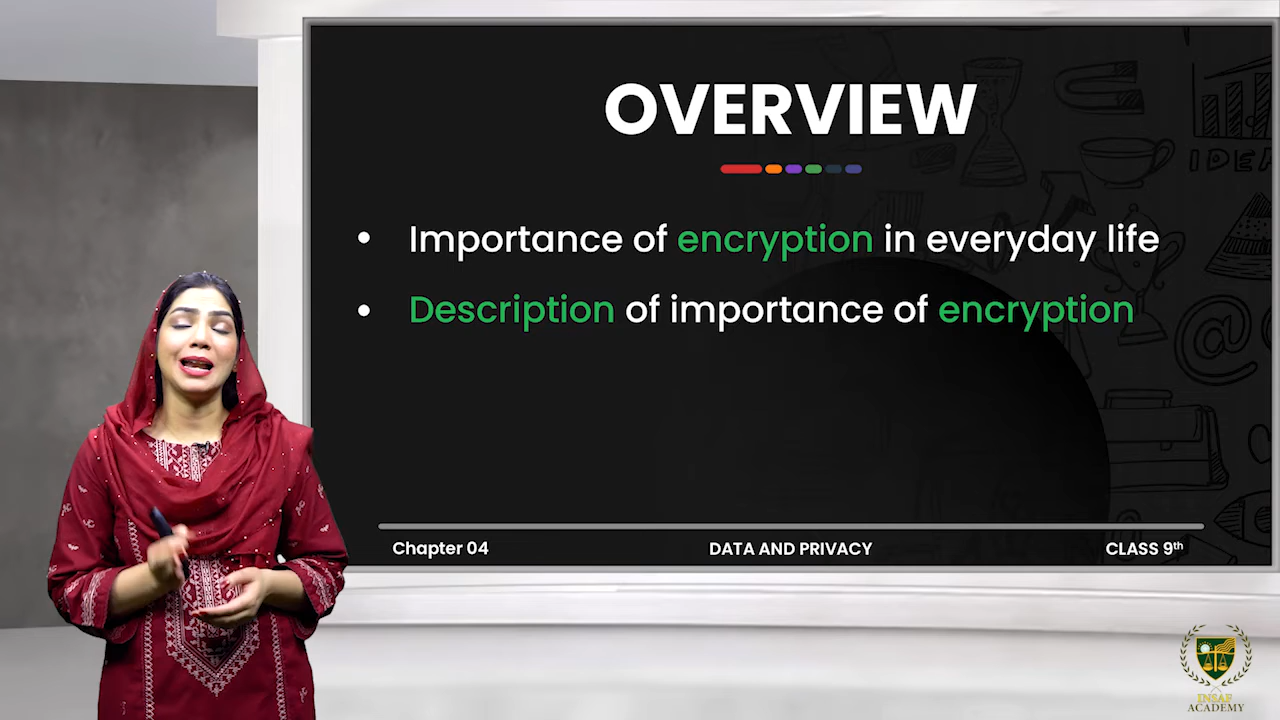 OVERVIEW
IDEA
• Importance of encryption in everyday life
• Description of importance of encryption
@
Chapter 04
DATA AND PRIVACY
CLASS 9th
INSAF
ACADEMY